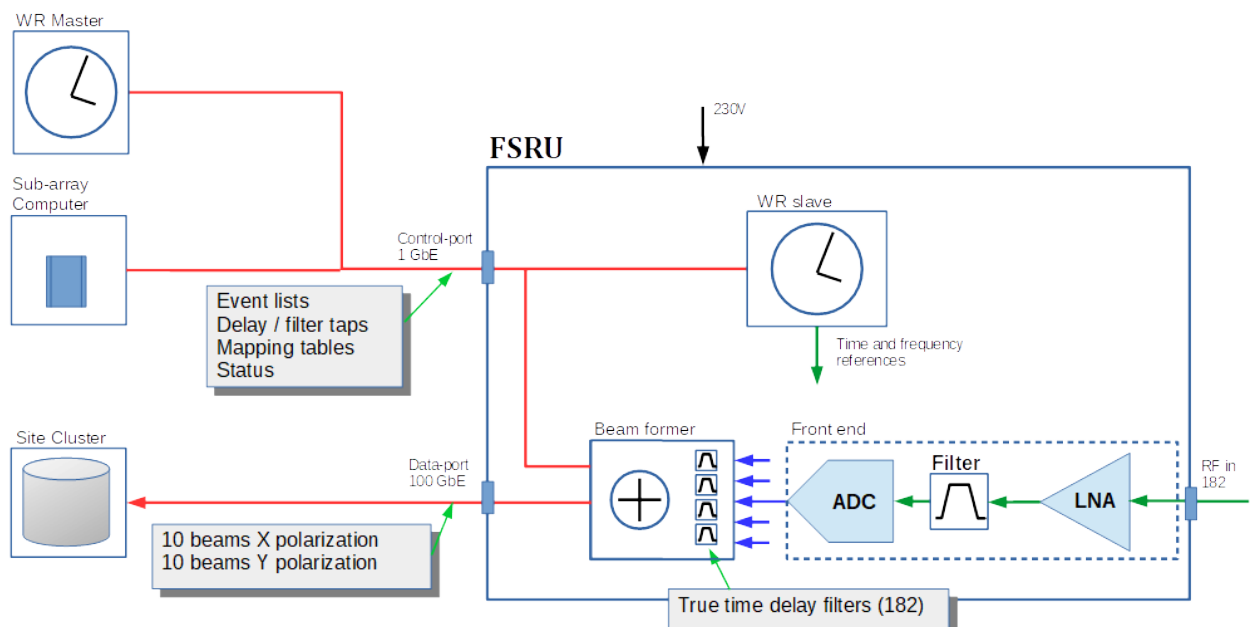 WR Master
230V
FSRU
Sub-array
Computer
WR slave
Control-port
1 GbE
Event lists
Delay / filter taps
Mapping tables
Status
Time and frequency
references
Site Cluster
Beam former
Front end
Data-port
100 GbE
Filter
RF in
182
ADC
LNA
10 beams X polarization
10 beams Y polarization
True time delay filters (182)